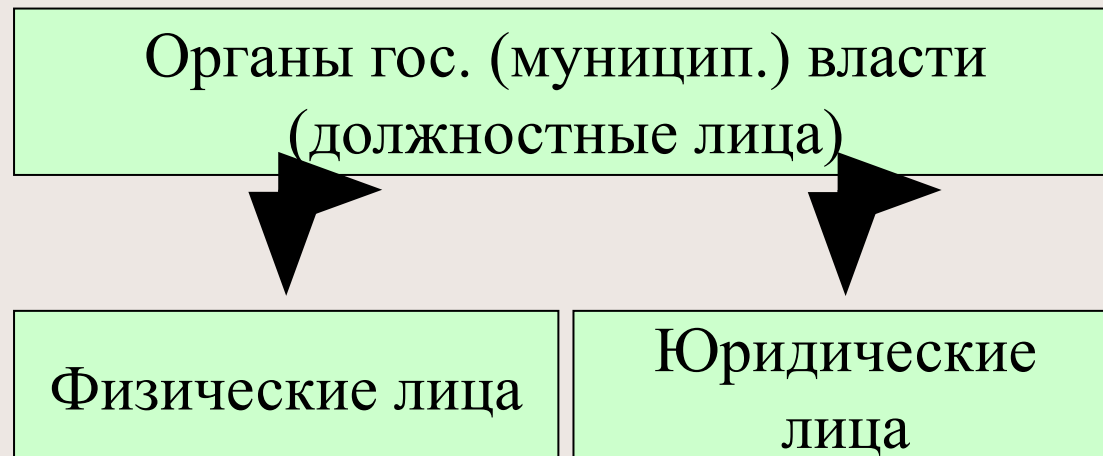 Органы гос. (муницип.) власти
(должностные лица)
Физические лица
Юридические
лица